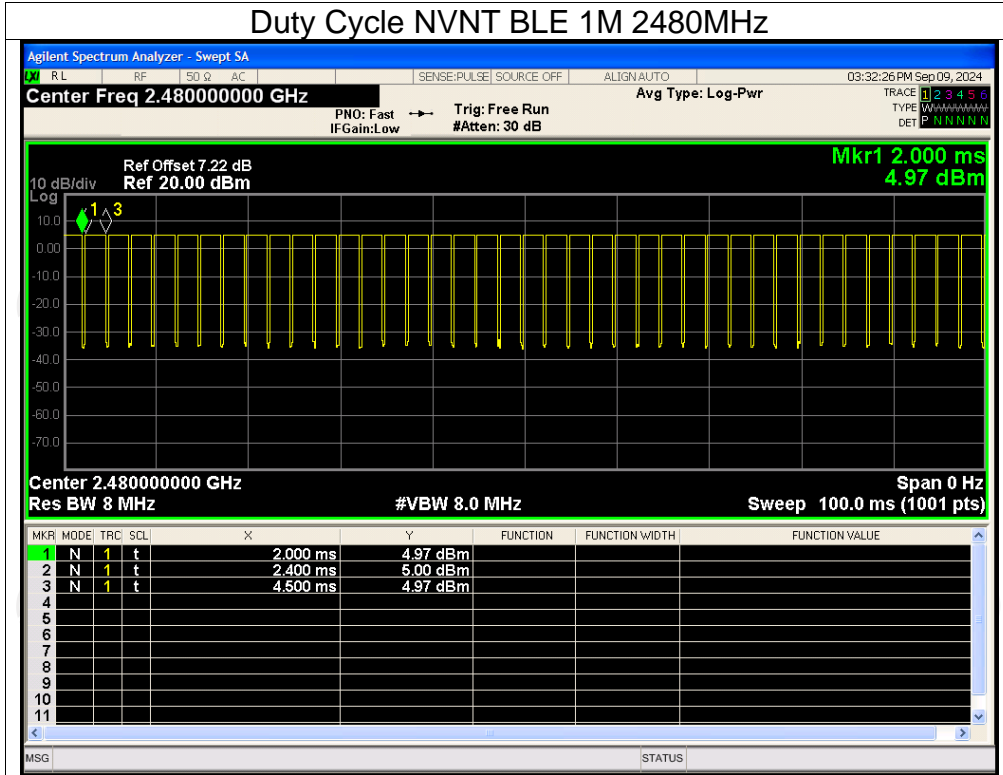 Duty Cycle NVNT BLE 1M 2480MHz
Agilent Spectrum Analyzer - Swept SA
LXI RL RF 50 Ω AC SENSE:PULSE SOURCE OFF ALIGNAUTO 03:32:26 PM Sep 09, 2024
Center Freq 2.480000000 GHz
PNO: Fast
IFGain:Low
Trig: Free Run
#Atten: 30 dB
Avg Type: Log-Pwr
TRACE 1 2 3 4 5 6
TYPE WWWWWW
DET P N N N N N
Mkr1 2.000 ms
4.97 dBm
Ref Offset 7.22 dB
10 dB/div Ref 20.00 dBm
Log
1 3
10.0
0.00
-10.0
-20.0
-30.0
-40.0
-50.0
-60.0
-70.0
Center 2.480000000 GHz Span 0 Hz
Res BW 8 MHz #VBW 8.0 MHz Sweep 100.0 ms (1001 pts)
MKR MODE TRC SCL X Y FUNCTION FUNCTION WIDTH FUNCTION VALUE
1 N 1 t 2.000 ms 4.97 dBm
2 N 1 t 2.400 ms 5.00 dBm
3 N 1 t 4.500 ms 4.97 dBm
4
5
6
7
8
9
10
11
MSG STATUS